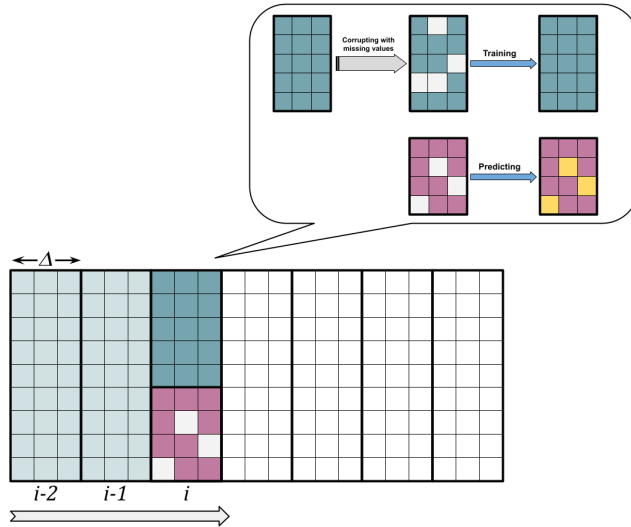 Corrupting with
missing values
Training
Predicting
Δ
i-2
i-1
i